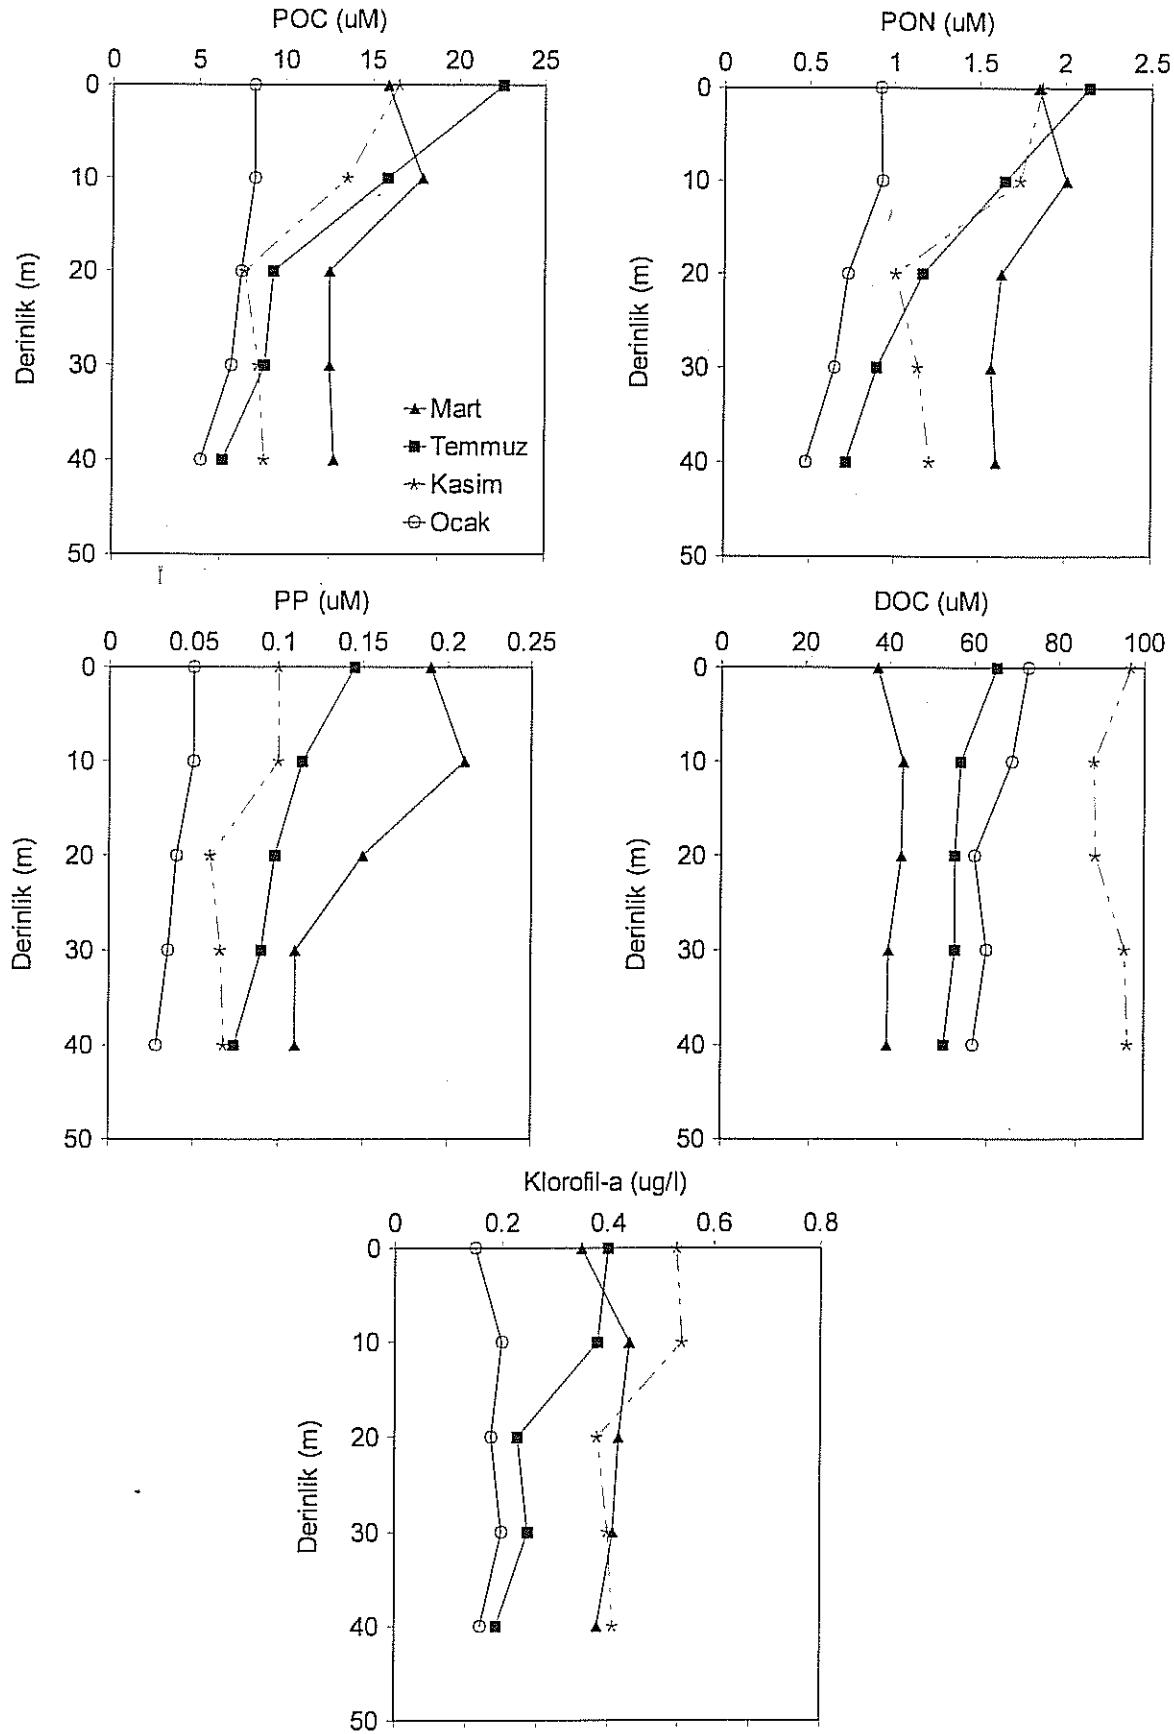 POC (uM)
0 5 10 15 20 25
0
10
20
30
40
50
Derinlik (m)
Mart
Temmuz
Kasim
Ocak
PON (uM)
0 0.5 1 1.5 2 2.5
0
10
20
30
40
50
Derinlik (m)
PP (uM)
0 0.05 0.1 0.15 0.2 0.25
0
10
20
30
40
50
Derinlik (m)
DOC (uM)
0 20 40 60 80 100
0
10
20
30
40
50
Derinlik (m)
Klorofil-a (ug/l)
0 0.2 0.4 0.6 0.8
0
10
20
30
40
50
Derinlik (m)